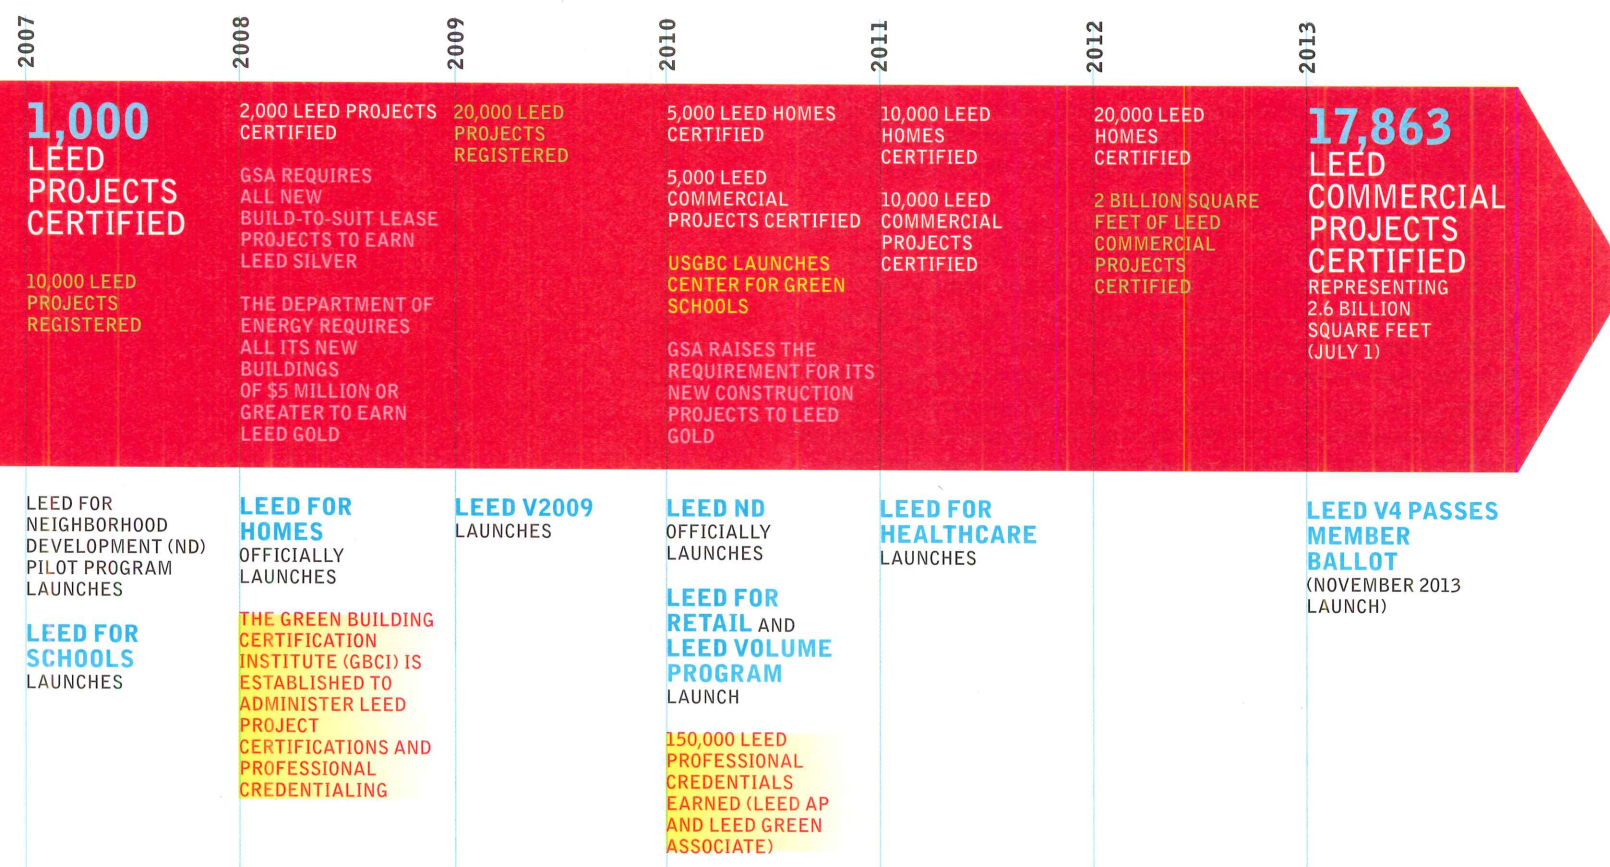 2007
1,000
LEED
PROJECTS
CERTIFIED
10,000 LEED
PROJECTS
REGISTERED
LEED FOR
NEIGHBORHOOD
DEVELOPMENT (ND)
PILOT PROGRAM
LAUNCHES
LEED FOR
SCHOOLS
LAUNCHES
2008
2,000 LEED PROJECTS
CERTIFIED
GSA REQUIRES
ALL NEW
BUILD-TO-SUIT LEASE
PROJECTS TO EARN
LEED SILVER
THE DEPARTMENT OF
ENERGY REQUIRES
ALL ITS NEW
BUILDINGS
OF $5 MILLION OR
GREATER TO EARN
LEED GOLD
LEED FOR
HOMES
OFFICIALLY
LAUNCHES
THE GREEN BUILDING
CERTIFICATION
INSTITUTE (GBCI) IS
ESTABLISHED TO
ADMINISTER LEED
PROJECT
CERTIFICATIONS AND
PROFESSIONAL
CREDENTIALING
2009
20,000 LEED
PROJECTS
REGISTERED
LEED V2009
LAUNCHES
2010
5,000 LEED HOMES
CERTIFIED
5,000 LEED
COMMERCIAL
PROJECTS CERTIFIED
USGBC LAUNCHES
CENTER FOR GREEN
SCHOOLS
GSA RAISES THE
REQUIREMENT FOR ITS
NEW CONSTRUCTION
PROJECTS TO LEED
GOLD
LEED ND
OFFICIALLY
LAUNCHES
LEED FOR
RETAIL AND
LEED VOLUME
PROGRAM
LAUNCH
150,000 LEED
PROFESSIONAL
CREDENTIALS
EARNED (LEED AP
AND LEED GREEN
ASSOCIATE)
2011
10,000 LEED
HOMES
CERTIFIED
10,000 LEED
COMMERCIAL
PROJECTS
CERTIFIED
LEED FOR
HEALTHCARE
LAUNCHES
2012
20,000 LEED
HOMES
CERTIFIED
2 BILLION SQUARE
FEET OF LEED
COMMERCIAL
PROJECTS
CERTIFIED
2013
17,863
LEED
COMMERCIAL
PROJECTS
CERTIFIED
REPRESENTING
2.6 BILLION
SQUARE FEET
(JULY 1)
LEED V4 PASSES
MEMBER
BALLOT
(NOVEMBER 2013
LAUNCH)